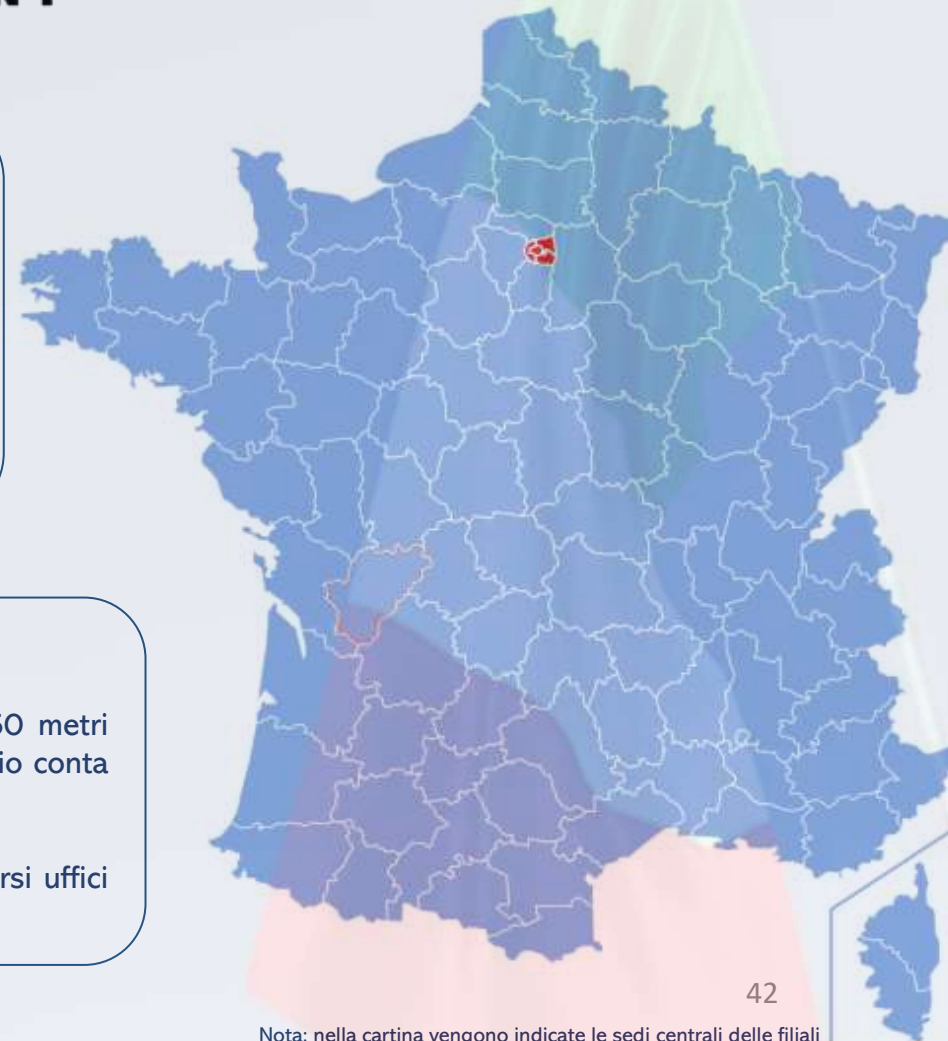 60 metri
io conta
rsi uffici
42
Nota: nella cartina vengono indicate le sedi centrali delle filiali